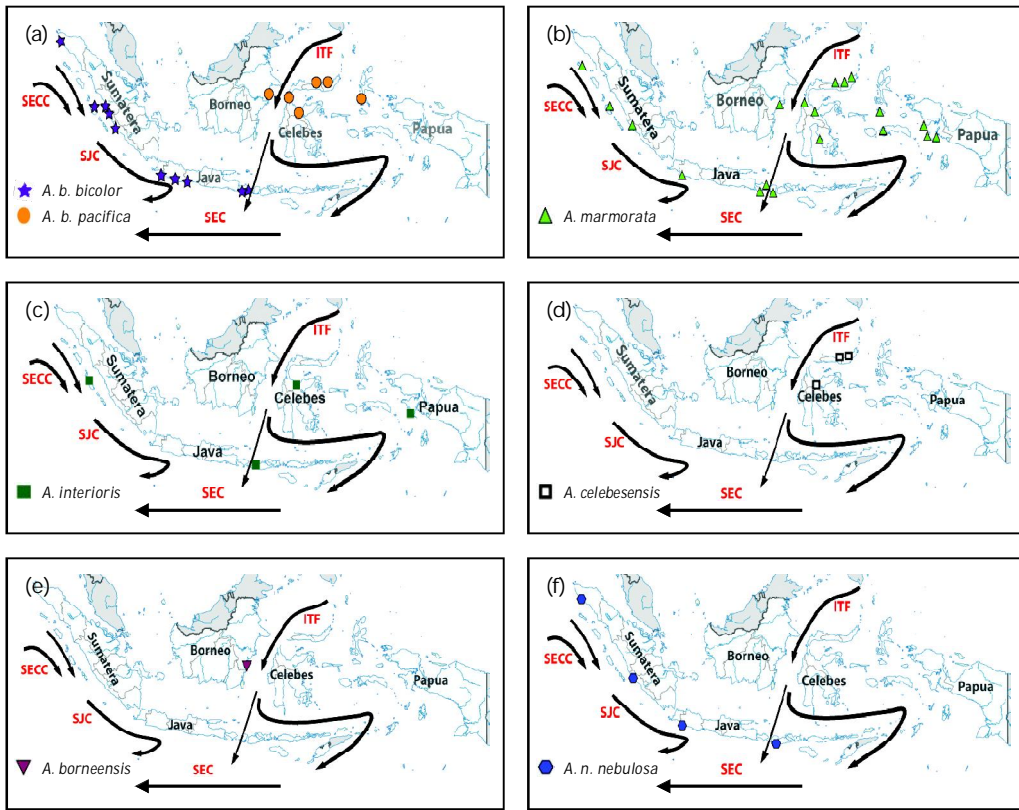 (a)
ITF
SECC
Sumatera
Borneo
Celebes
Papua
SJC
Java
A. b. bicolor
A. b. pacifica
SEC
(b)
ITF
SECC
Sumatera
Borneo
Celebes
Papua
SJC
Java
A. marmorata
SEC
(c)
ITF
SECC
Sumatera
Borneo
Celebes
Papua
SJC
Java
A. interioris
SEC
(d)
ITF
SECC
Sumatera
Borneo
Celebes
Papua
SJC
Java
A. celebesensis
SEC
(e)
ITF
SECC
Sumatera
Borneo
Celebes
Papua
SJC
Java
A. borneensis
SEC
(f)
ITF
SECC
Sumatera
Borneo
Celebes
Papua
SJC
Java
A. n. nebulosa
SEC